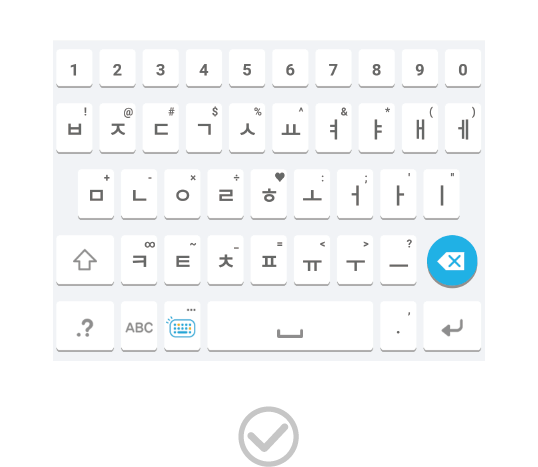 1 2 3 4 5 6 7 8 9 0
! @ # $ % ^ & * ( )
ㅂ ㅈ ㄷ ㄱ ㅅ ㅛ ㅕ ㅑ ㅐ ㅔ
+ - × ÷ ♥ : ; ' "
ㅁ ㄴ ㅇ ㄹ ㅎ ㅗ ㅓ ㅏ ㅣ
∞ ~ _ = < > ?
ㅋ ㅌ ㅊ ㅍ ㅠ ㅜ ㅡ
... '
.? ABC .